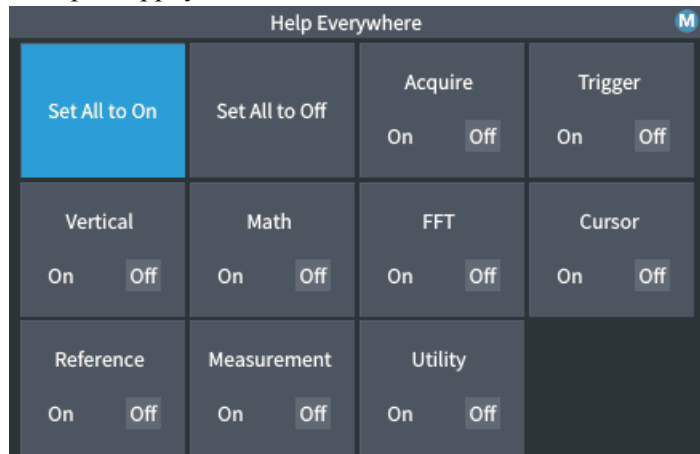 Help Everywhere M
Set All to On
Set All to Off
Acquire
On Off
Trigger
On Off
Vertical
On Off
Math
On Off
FFT
On Off
Cursor
On Off
Reference
On Off
Measurement
On Off
Utility
On Off